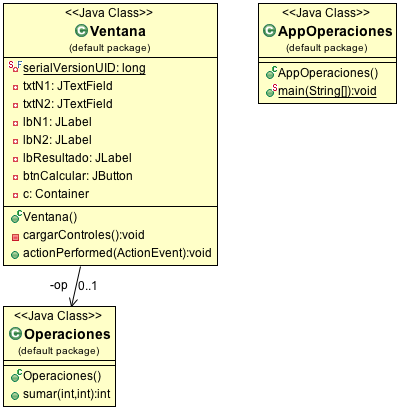 <<Java Class>>
Ventana
(default package)
serialVersionUID: long
txtN1: JTextField
txtN2: JTextField
lbN1: JLabel
lbN2: JLabel
lbResultado: JLabel
btnCalcular: JButton
c: Container
Ventana()
cargarControles():void
actionPerformed(ActionEvent):void
<<Java Class>>
AppOperaciones
(default package)
AppOperaciones()
main(String[]):void
-op
0..1
<<Java Class>>
Operaciones
(default package)
Operaciones()
sumar(int,int):int